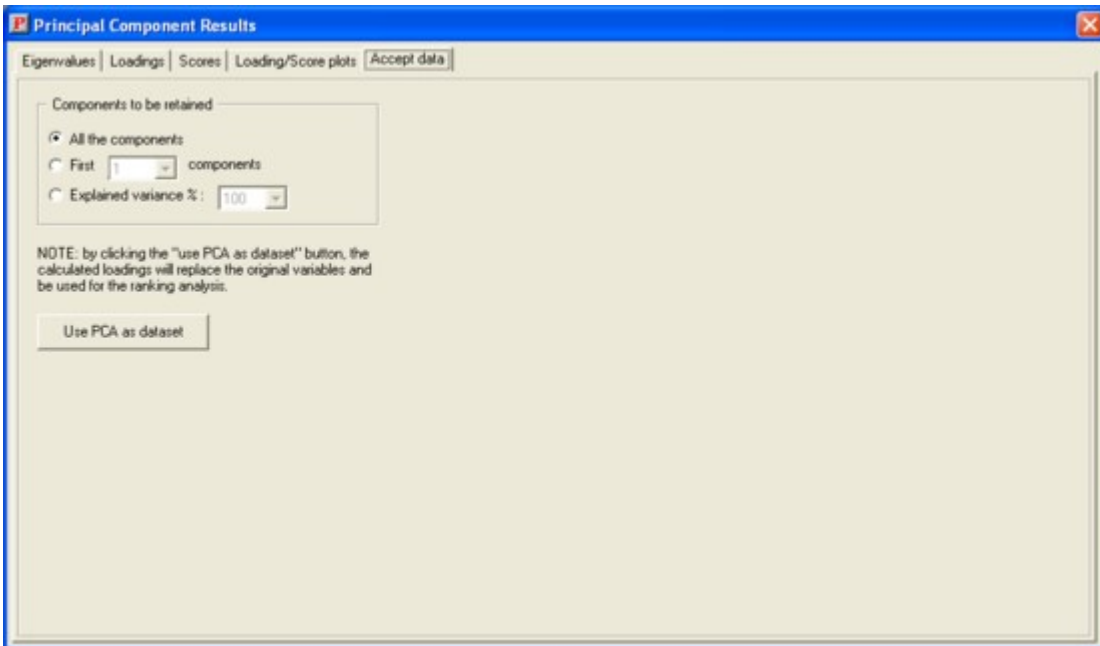 P Principal Component Results
Eigenvalues Loadings Scores Loading/Score plots Accept data
Components to be retained
All the components
First 1 components
Explained variance % : 100
NOTE: by clicking the "use PCA as dataset" button, the
calculated loadings will replace the original variables and
be used for the ranking analysis.
Use PCA as dataset